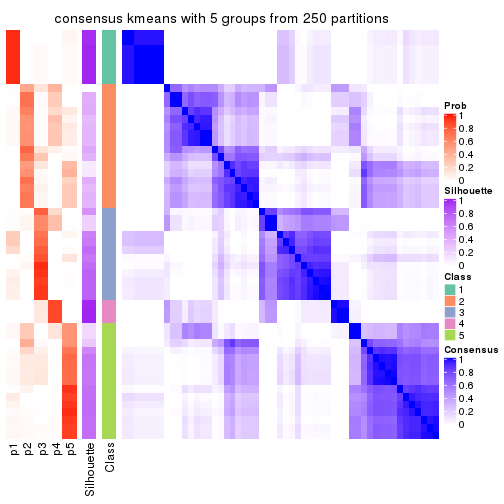 consensus kmeans with 5 groups from 250 partitions
Prob
1
0.8
0.6
0.4
0.2
0
Silhouette
1
0.8
0.6
0.4
0.2
0
Class
1
2
3
4
5
Consensus
1
0.8
0.6
0.4
0.2
0
p1
p2
p3
p4
p5
Silhouette
Class